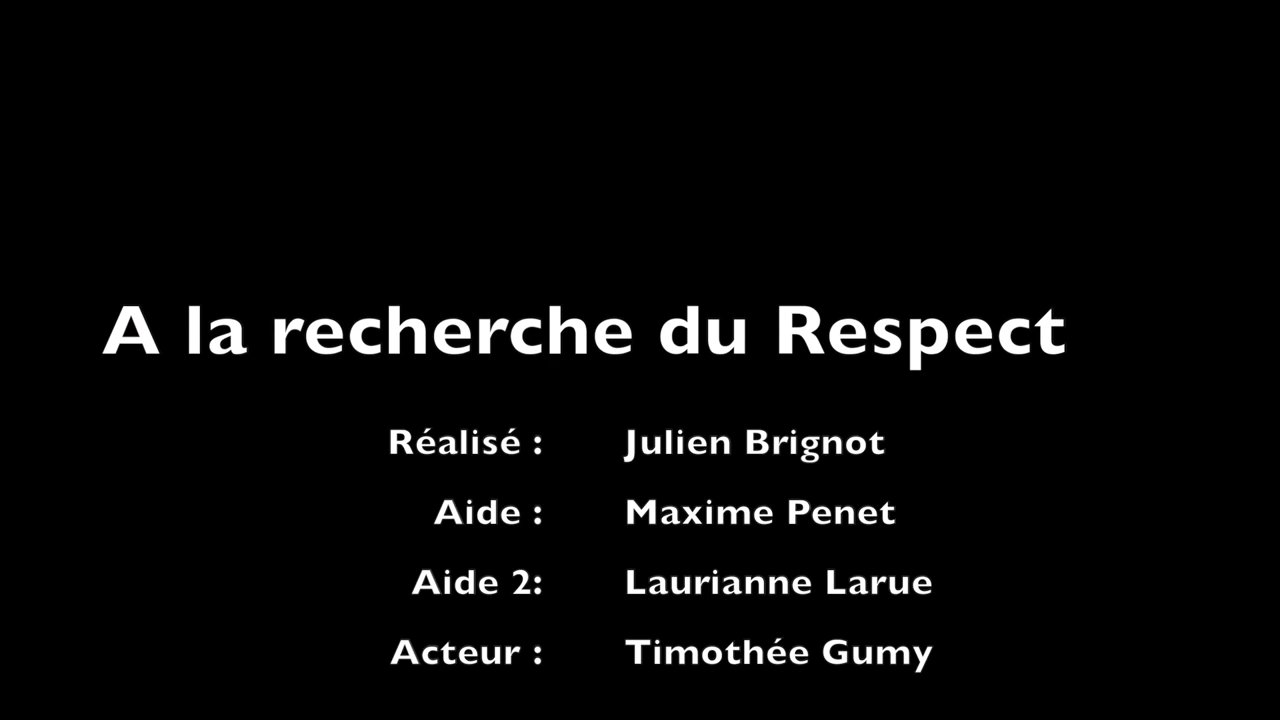 A la recherche du Respect
Réalisé : Julien Brignot
Aide : Maxime Penet
Aide 2: Laurianne Larue
Acteur : Timothée Gumy